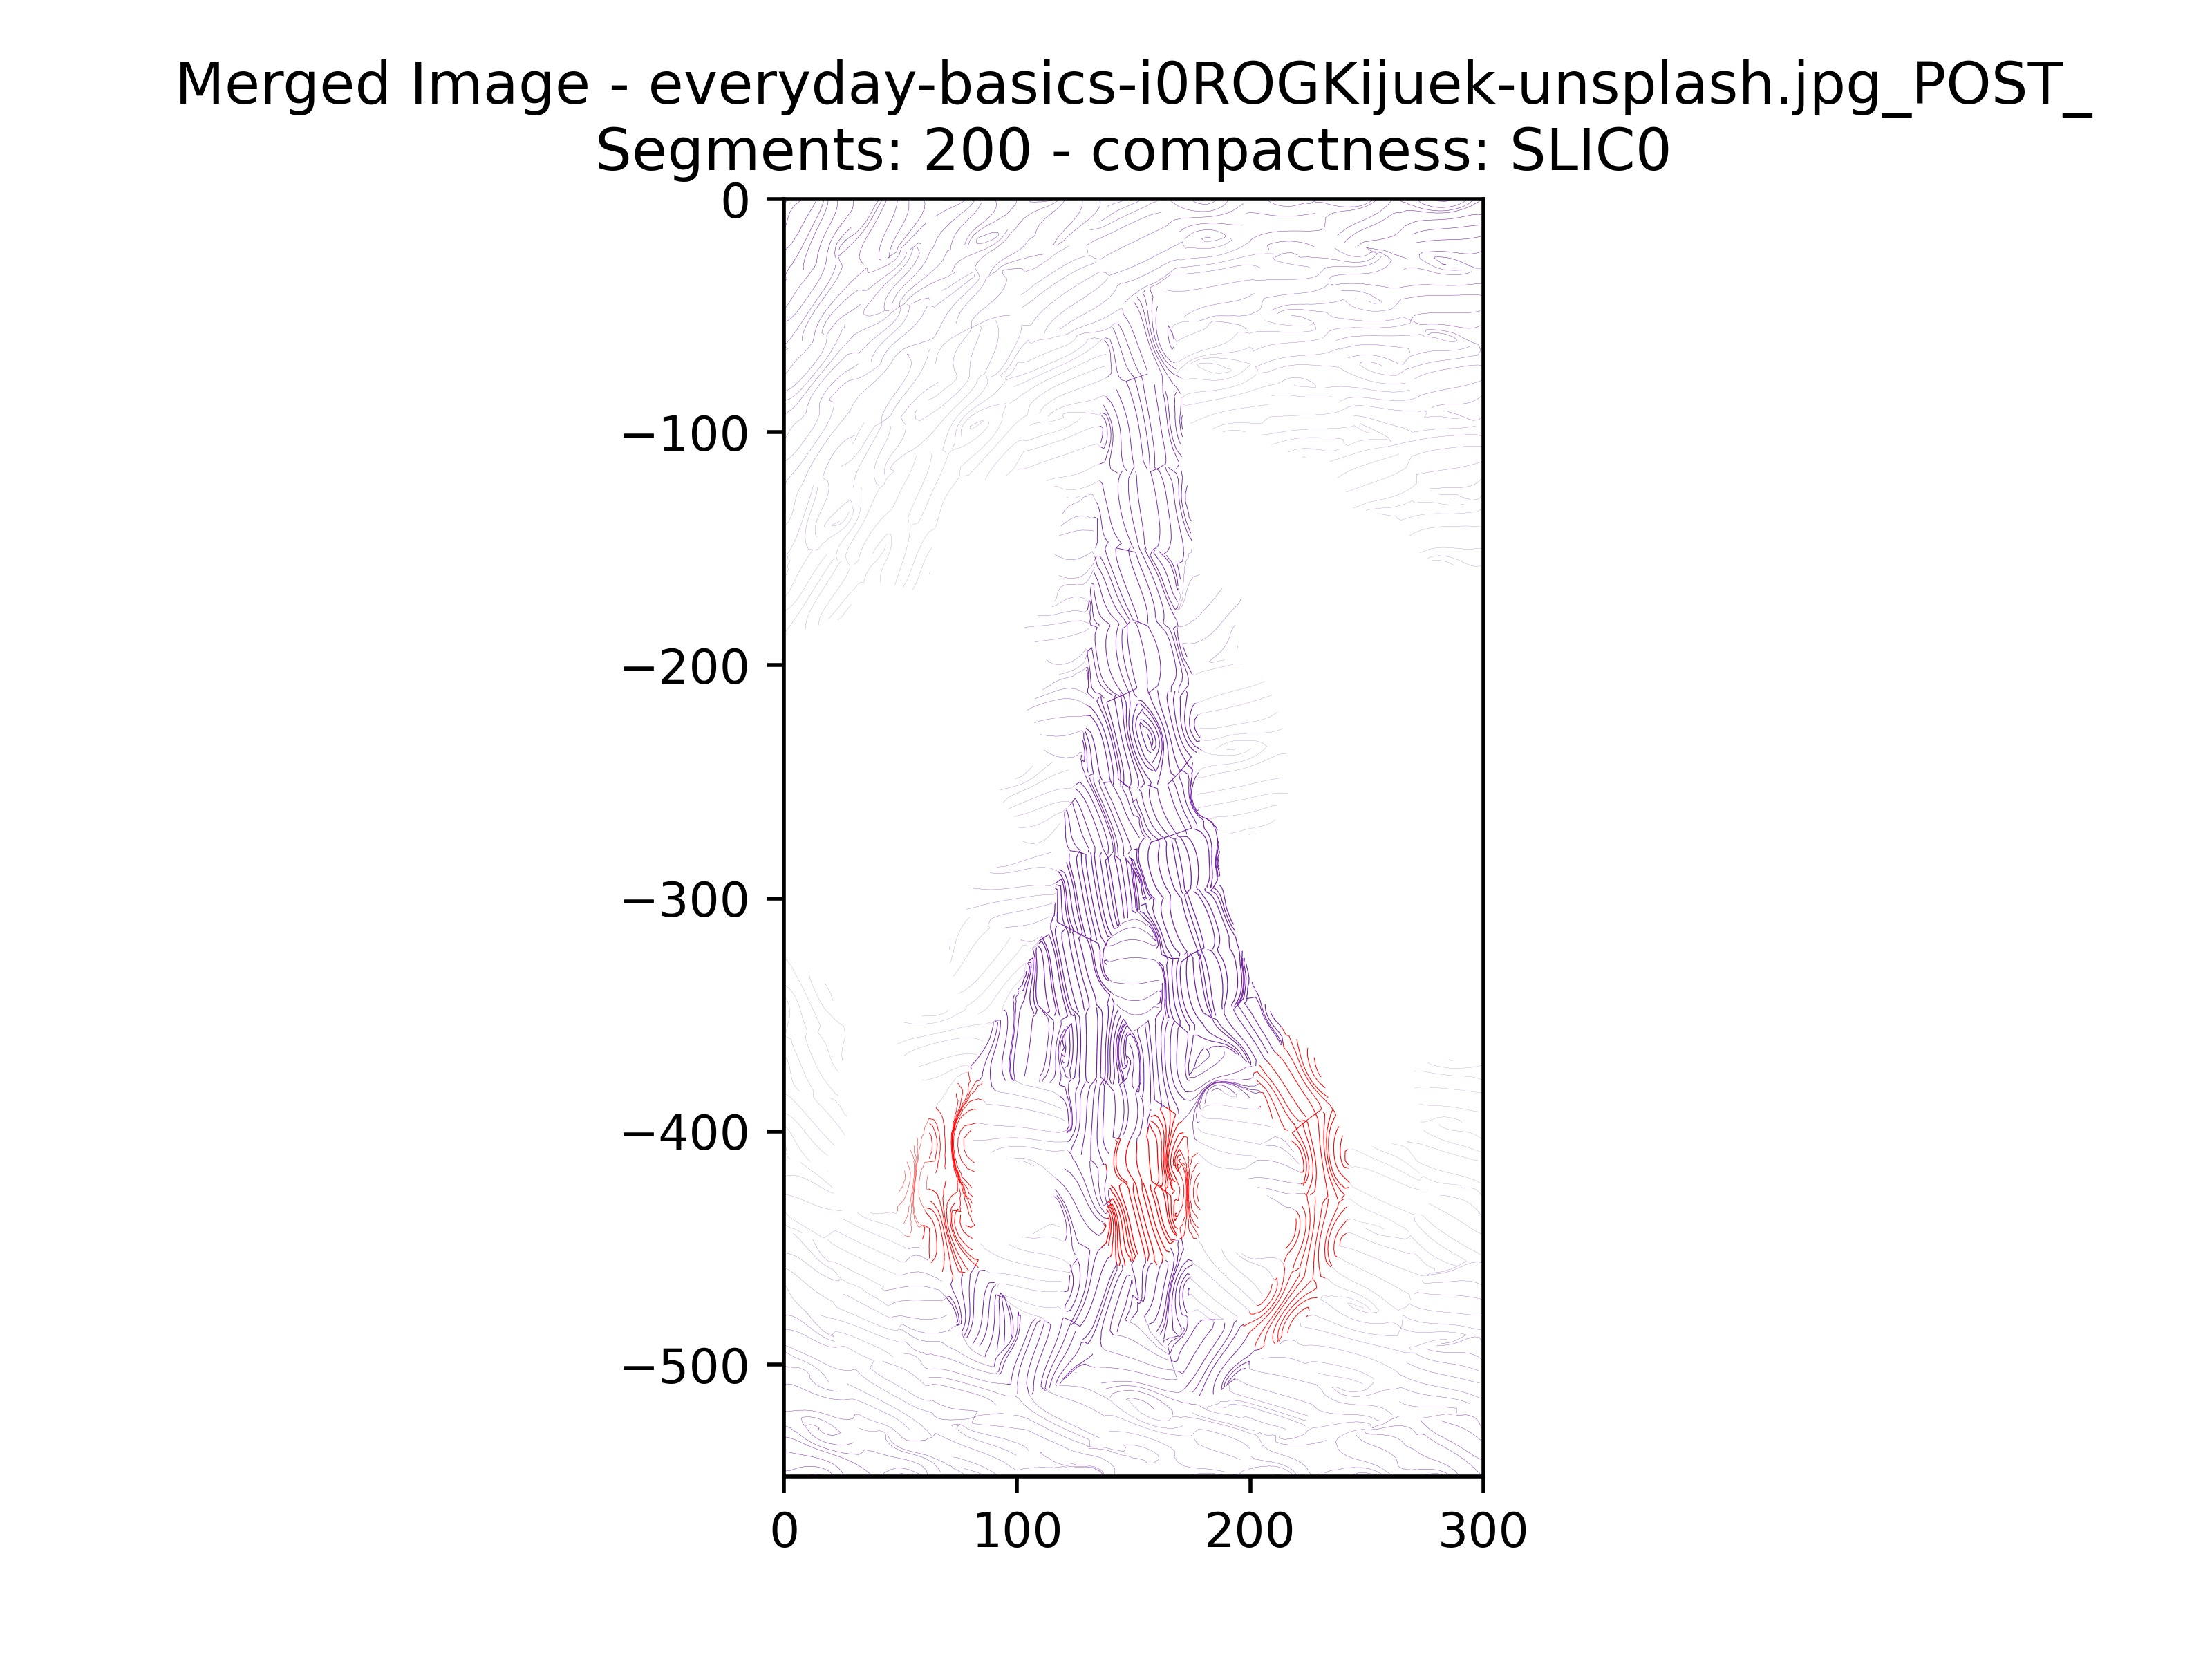 Merged Image - everyday-basics-i0ROGKijuek-unsplash.jpg_POST_
Segments: 200 - compactness: SLIC0
0
−100
−200
−300
−400
−500
0 100 200 300